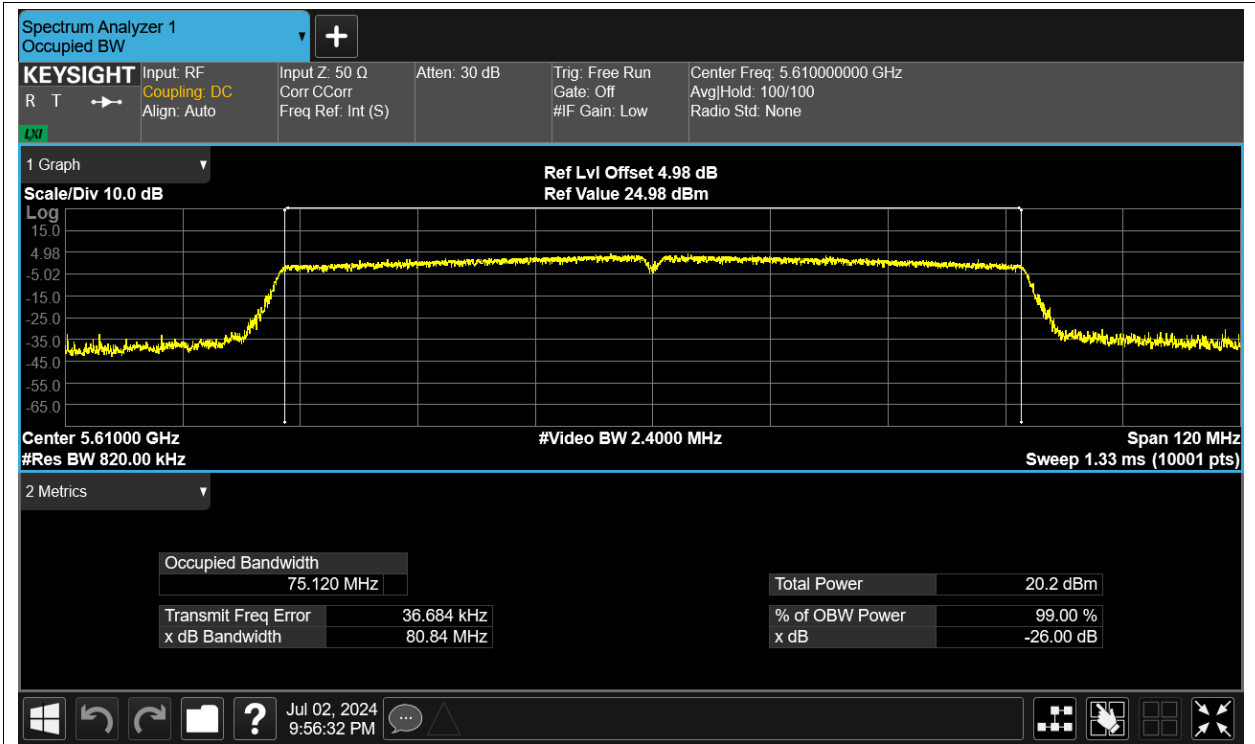 Spectrum Analyzer 1
Occupied BW
KEYSIGHT
R T
LXI
Input: RF
Coupling: DC
Align: Auto
Input Z: 50 Ω
Corr CCorr
Freq Ref: Int (S)
Atten: 30 dB
Trig: Free Run
Gate: Off
#IF Gain: Low
Center Freq: 5.610000000 GHz
Avg|Hold: 100/100
Radio Std: None
1 Graph
Scale/Div 10.0 dB
Ref Lvl Offset 4.98 dB
Ref Value 24.98 dBm
Log
15.0
4.98
-5.02
-15.0
-25.0
-35.0
-45.0
-55.0
-65.0
Center 5.61000 GHz
#Res BW 820.00 kHz
#Video BW 2.4000 MHz
Span 120 MHz
Sweep 1.33 ms (10001 pts)
2 Metrics
Occupied Bandwidth
75.120 MHz
Transmit Freq Error 36.684 kHz
x dB Bandwidth 80.84 MHz
Total Power 20.2 dBm
% of OBW Power 99.00 %
x dB -26.00 dB
?
Jul 02, 2024
9:56:32 PM